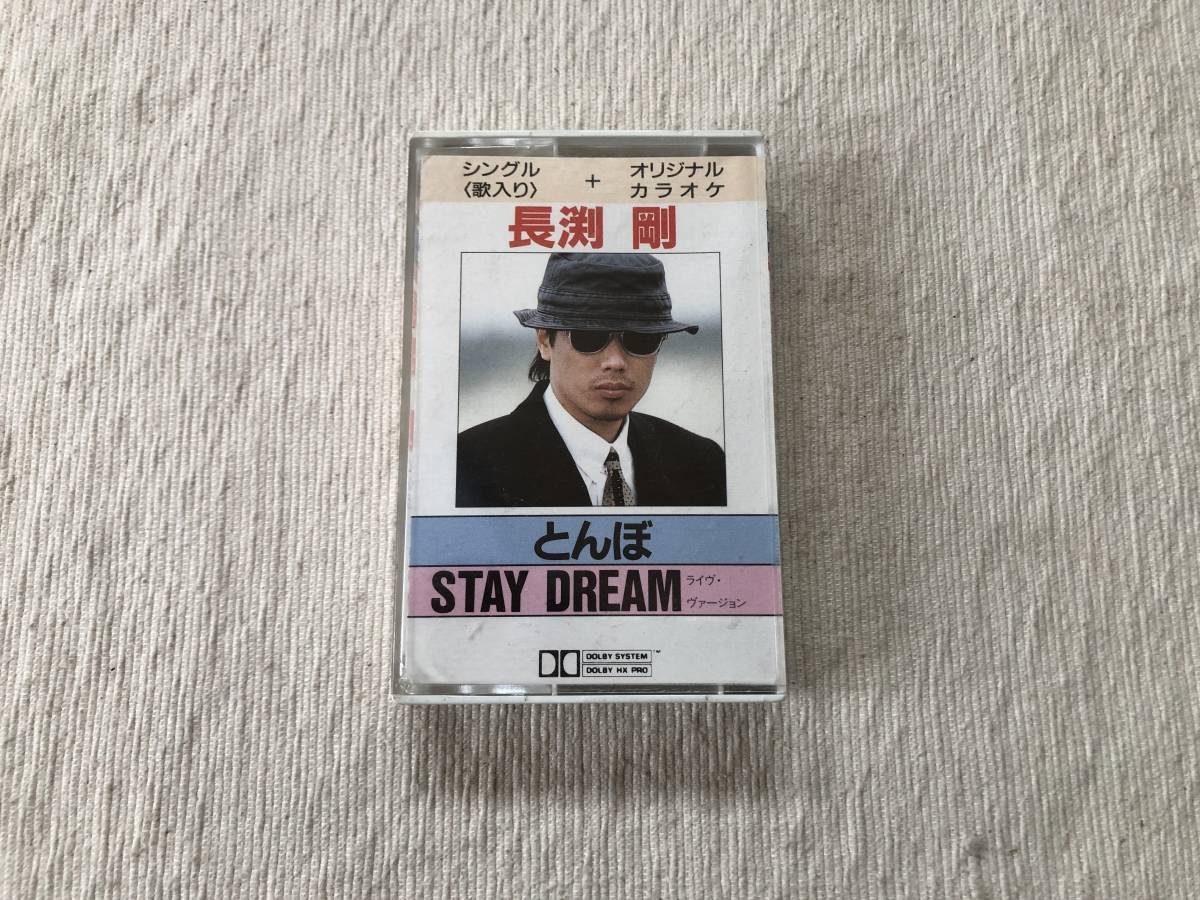 シングル
〈歌入り〉
+
オリジナル
カラオケ
長渕 剛
とんぼ
STAY DREAM
ライヴ・
ヴァージョン
DOLBY SYSTEM ™
DOLBY HX PRO